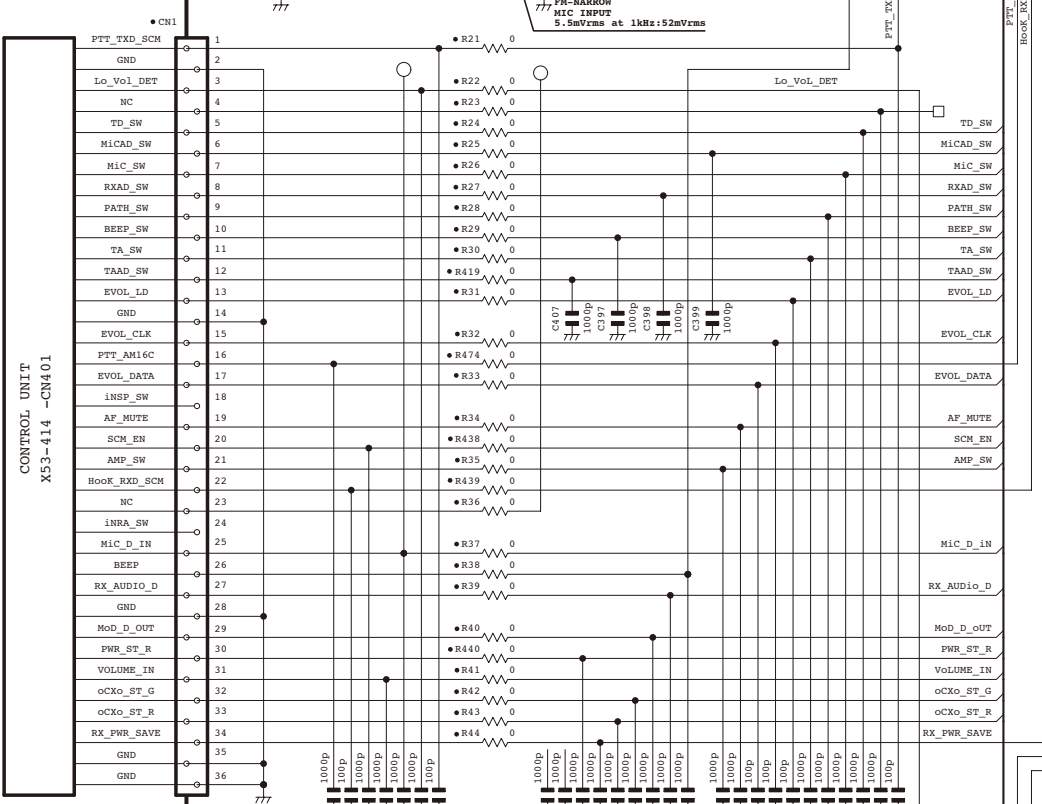 FM-NARROW
MIC INPUT
5.5mVrms at 1kHz:52mVrms
PTT_TX
PTT_
HooK_RX
CN1
CONTROL UNIT
X53-414 -CN401
PTT_TXD_SCM 1 R21 0
GND 2
Lo_Vol_DET 3 R22 0 Lo_VoL_DET
NC 4 R23 0
TD_SW 5 R24 0 TD_SW
MiCAD_SW 6 R25 0 MiCAD_SW
MiC_SW 7 R26 0 MiC_SW
RXAD_SW 8 R27 0 RXAD_SW
PATH_SW 9 R28 0 PATH_SW
BEEP_SW 10 R29 0 BEEP_SW
TA_SW 11 R30 0 TA_SW
TAAD_SW 12 R419 0 TAAD_SW
EVOL_LD 13 R31 0 EVOL_LD
C407 1000p C397 1000p C398 1000p C399 1000p
GND 14
EVOL_CLK 15 R32 0 EVOL_CLK
PTT_AM16C 16 R474 0
EVOL_DATA 17 R33 0 EVOL_DATA
iNSP_SW 18
AF_MUTE 19 R34 0 AF_MUTE
SCM_EN 20 R438 0 SCM_EN
AMP_SW 21 R35 0 AMP_SW
HooK_RXD_SCM 22 R439 0
NC 23 R36 0
iNRA_SW 24
MiC_D_IN 25 R37 0 MiC_D_iN
BEEP 26 R38 0
RX_AUDIO_D 27 R39 0 RX_AUDio_D
GND 28
MoD_D_OUT 29 R40 0 MoD_D_oUT
PWR_ST_R 30 R440 0 PWR_ST_R
VOLUME_IN 31 R41 0 VoLUME_IN
oCXo_ST_G 32 R42 0 oCXo_ST_G
oCXo_ST_R 33 R43 0 oCXo_ST_R
RX_PWR_SAVE 34 R44 0 RX_PWR_SAVE
GND 35
GND 36
1000p 100p 1000p 1000p 1000p 1000p 100p
1000p 1000p 1000p 1000p 1000p 1000p 1000p 1000p 1000p
1000p 1000p 1000p 1000p 1000p 1000p 1000p 1000p 1000p 100p